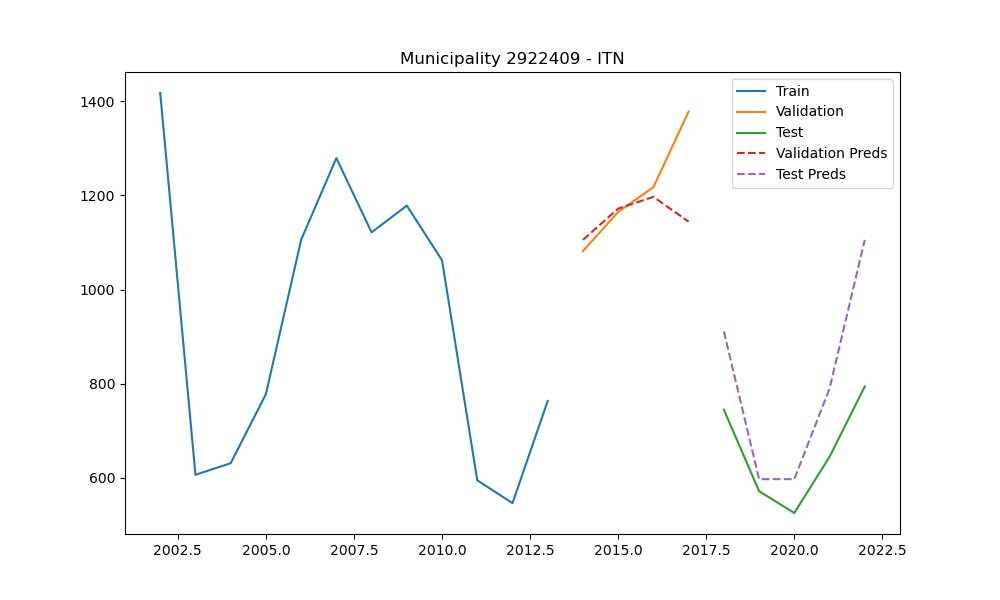 Municipality 2922409 - ITN
1400
1200
1000
800
600
2002.5 2005.0 2007.5 2010.0 2012.5 2015.0 2017.5 2020.0 2022.5
Train
Validation
Test
Validation Preds
Test Preds